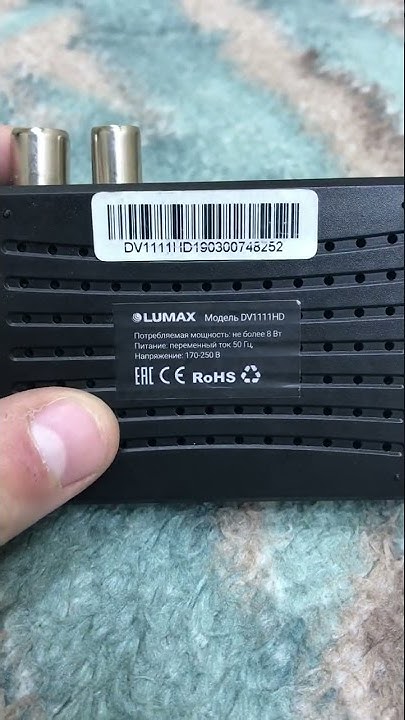 DV1111HD190300748252
LUMAX Модель DV1111HD
Потребляемая мощность: не более 8 Вт
Питание: переменный ток 50 Гц,
Напряжение: 170-250 В
EAC CE RoHS